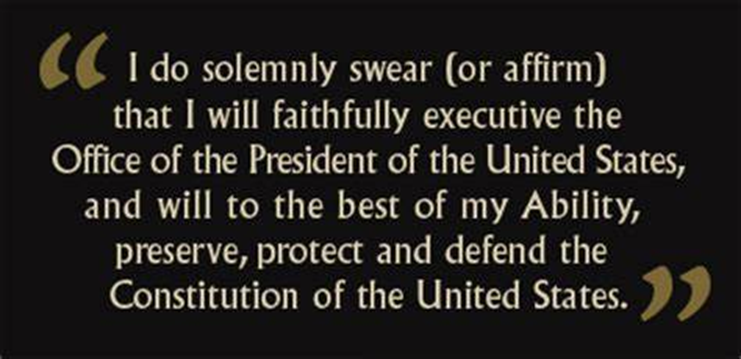 “ I do solemnly swear (or affirm)
that I will faithfully executive the
Office of the President of the United States,
and will to the best of my Ability,
preserve, protect and defend the
Constitution of the United States. ”